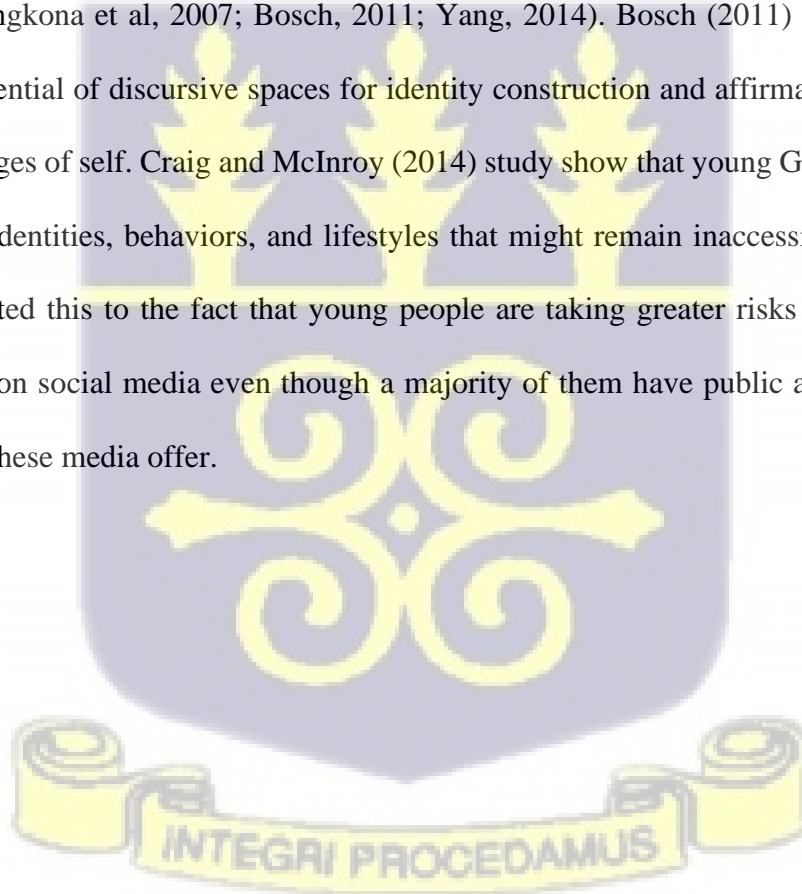 ngkona et al, 2007; Bosch, 2011; Yang, 2014). Bosch (2011)
ential of discursive spaces for identity construction and affirma
ges of self. Craig and McInroy (2014) study show that young G
dentities, behaviors, and lifestyles that might remain inaccessi
ted this to the fact that young people are taking greater risks
on social media even though a majority of them have public a
hese media offer.
INTEGRI PROCEDAMUS